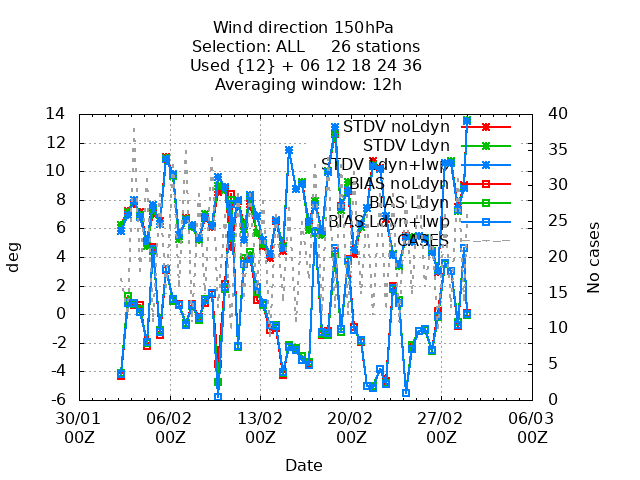 Wind direction 150hPa
Selection: ALL 26 stations
Used {12} + 06 12 18 24 36
Averaging window: 12h
14
12
10
8
6
4
2
0
-2
-4
-6
deg
40
35
30
25
20
15
10
5
0
No cases
STDV noLdyn
STDV Ldyn
STDV Ldyn+lwp
BIAS noLdyn
BIAS Ldyn
BIAS Ldyn+lwp
CASES
30/01 06/02 13/02 20/02 27/02 06/03
00Z 00Z 00Z 00Z 00Z 00Z
Date